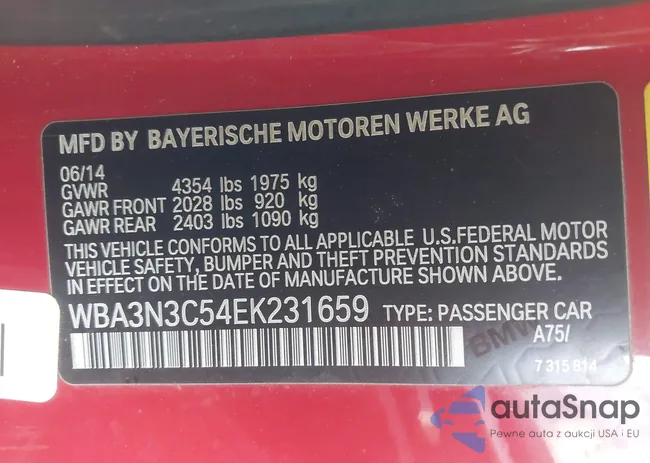 MFD BY BAYERISCHE MOTOREN WERKE AG
06/14
GVWR 4354 lbs 1975 kg
GAWR FRONT 2028 lbs 920 kg
GAWR REAR 2403 lbs 1090 kg
THIS VEHICLE CONFORMS TO ALL APPLICABLE U.S.FEDERAL MOTOR
VEHICLE SAFETY, BUMPER AND THEFT PREVENTION STANDARDS
IN EFFECT ON THE DATE OF MANUFACTURE SHOWN ABOVE.
WBA3N3C54EK231659 TYPE: PASSENGER CAR
A75/
BMW
7 315 814
autaSnap
Pewne auta z aukcji USA i EU